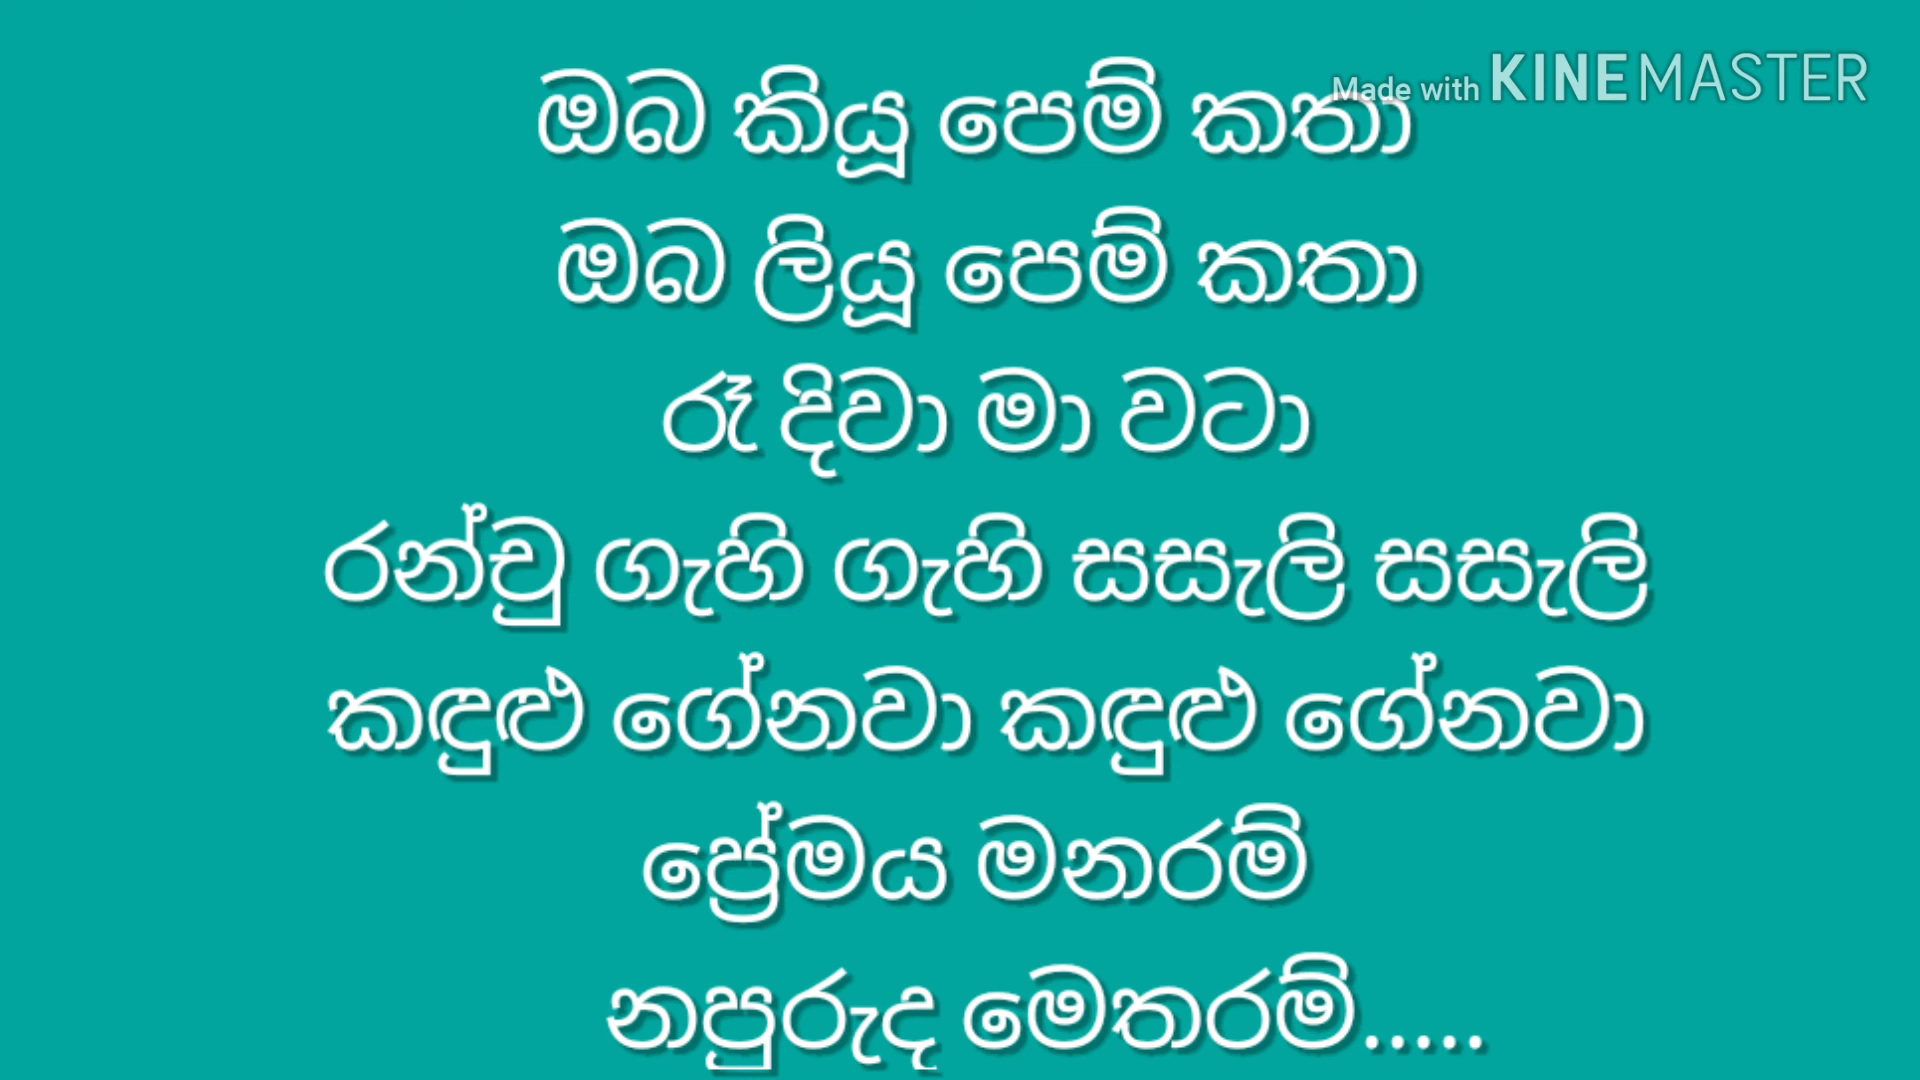 Made with KINEMASTER
ඔබ කියූ පෙම් කතා
ඔබ ලියූ පෙම් කතා
රෑ දිවා මා වටා
රන්චු ගැහි ගැහි සසැලි සසැලි
කඳුළු ගේනවා කඳුළු ගේනවා
ප්‍රේමය මනරම්
නපුරුද මෙතරම්.....